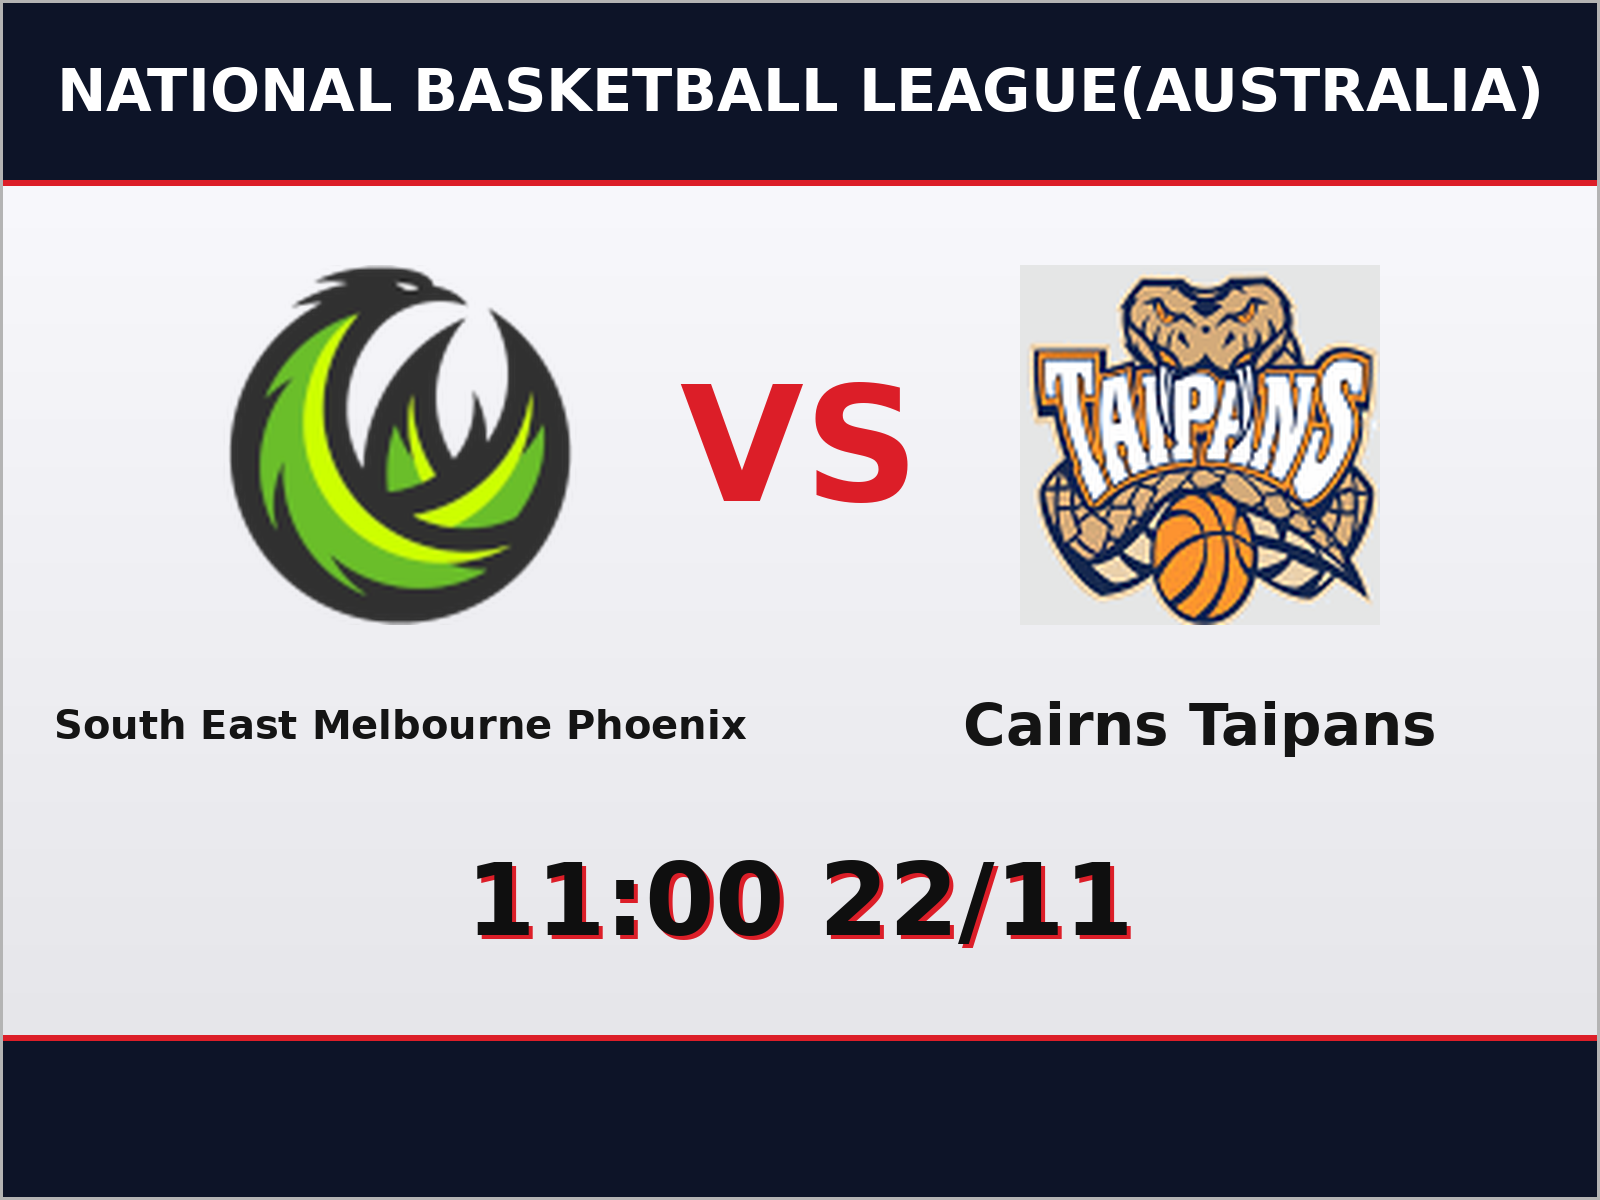 NATIONAL BASKETBALL LEAGUE(AUSTRALIA)
VS
TAIPANS
South East Melbourne Phoenix
Cairns Taipans
11:00 22/11